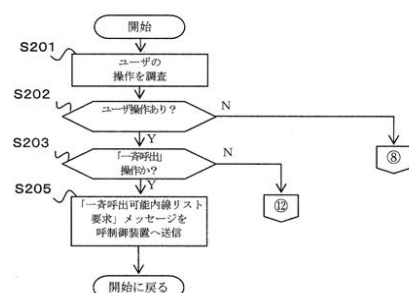 開始
S201
ユーザの
操作を調査
S202
ユーザ操作あり?
N
Y
⑧
S203
「一斉呼出」
操作か?
N
Y
⑫
S205
「一斉呼出可能内線リスト
要求」メッセージを
呼制御装置へ送信
開始に戻る